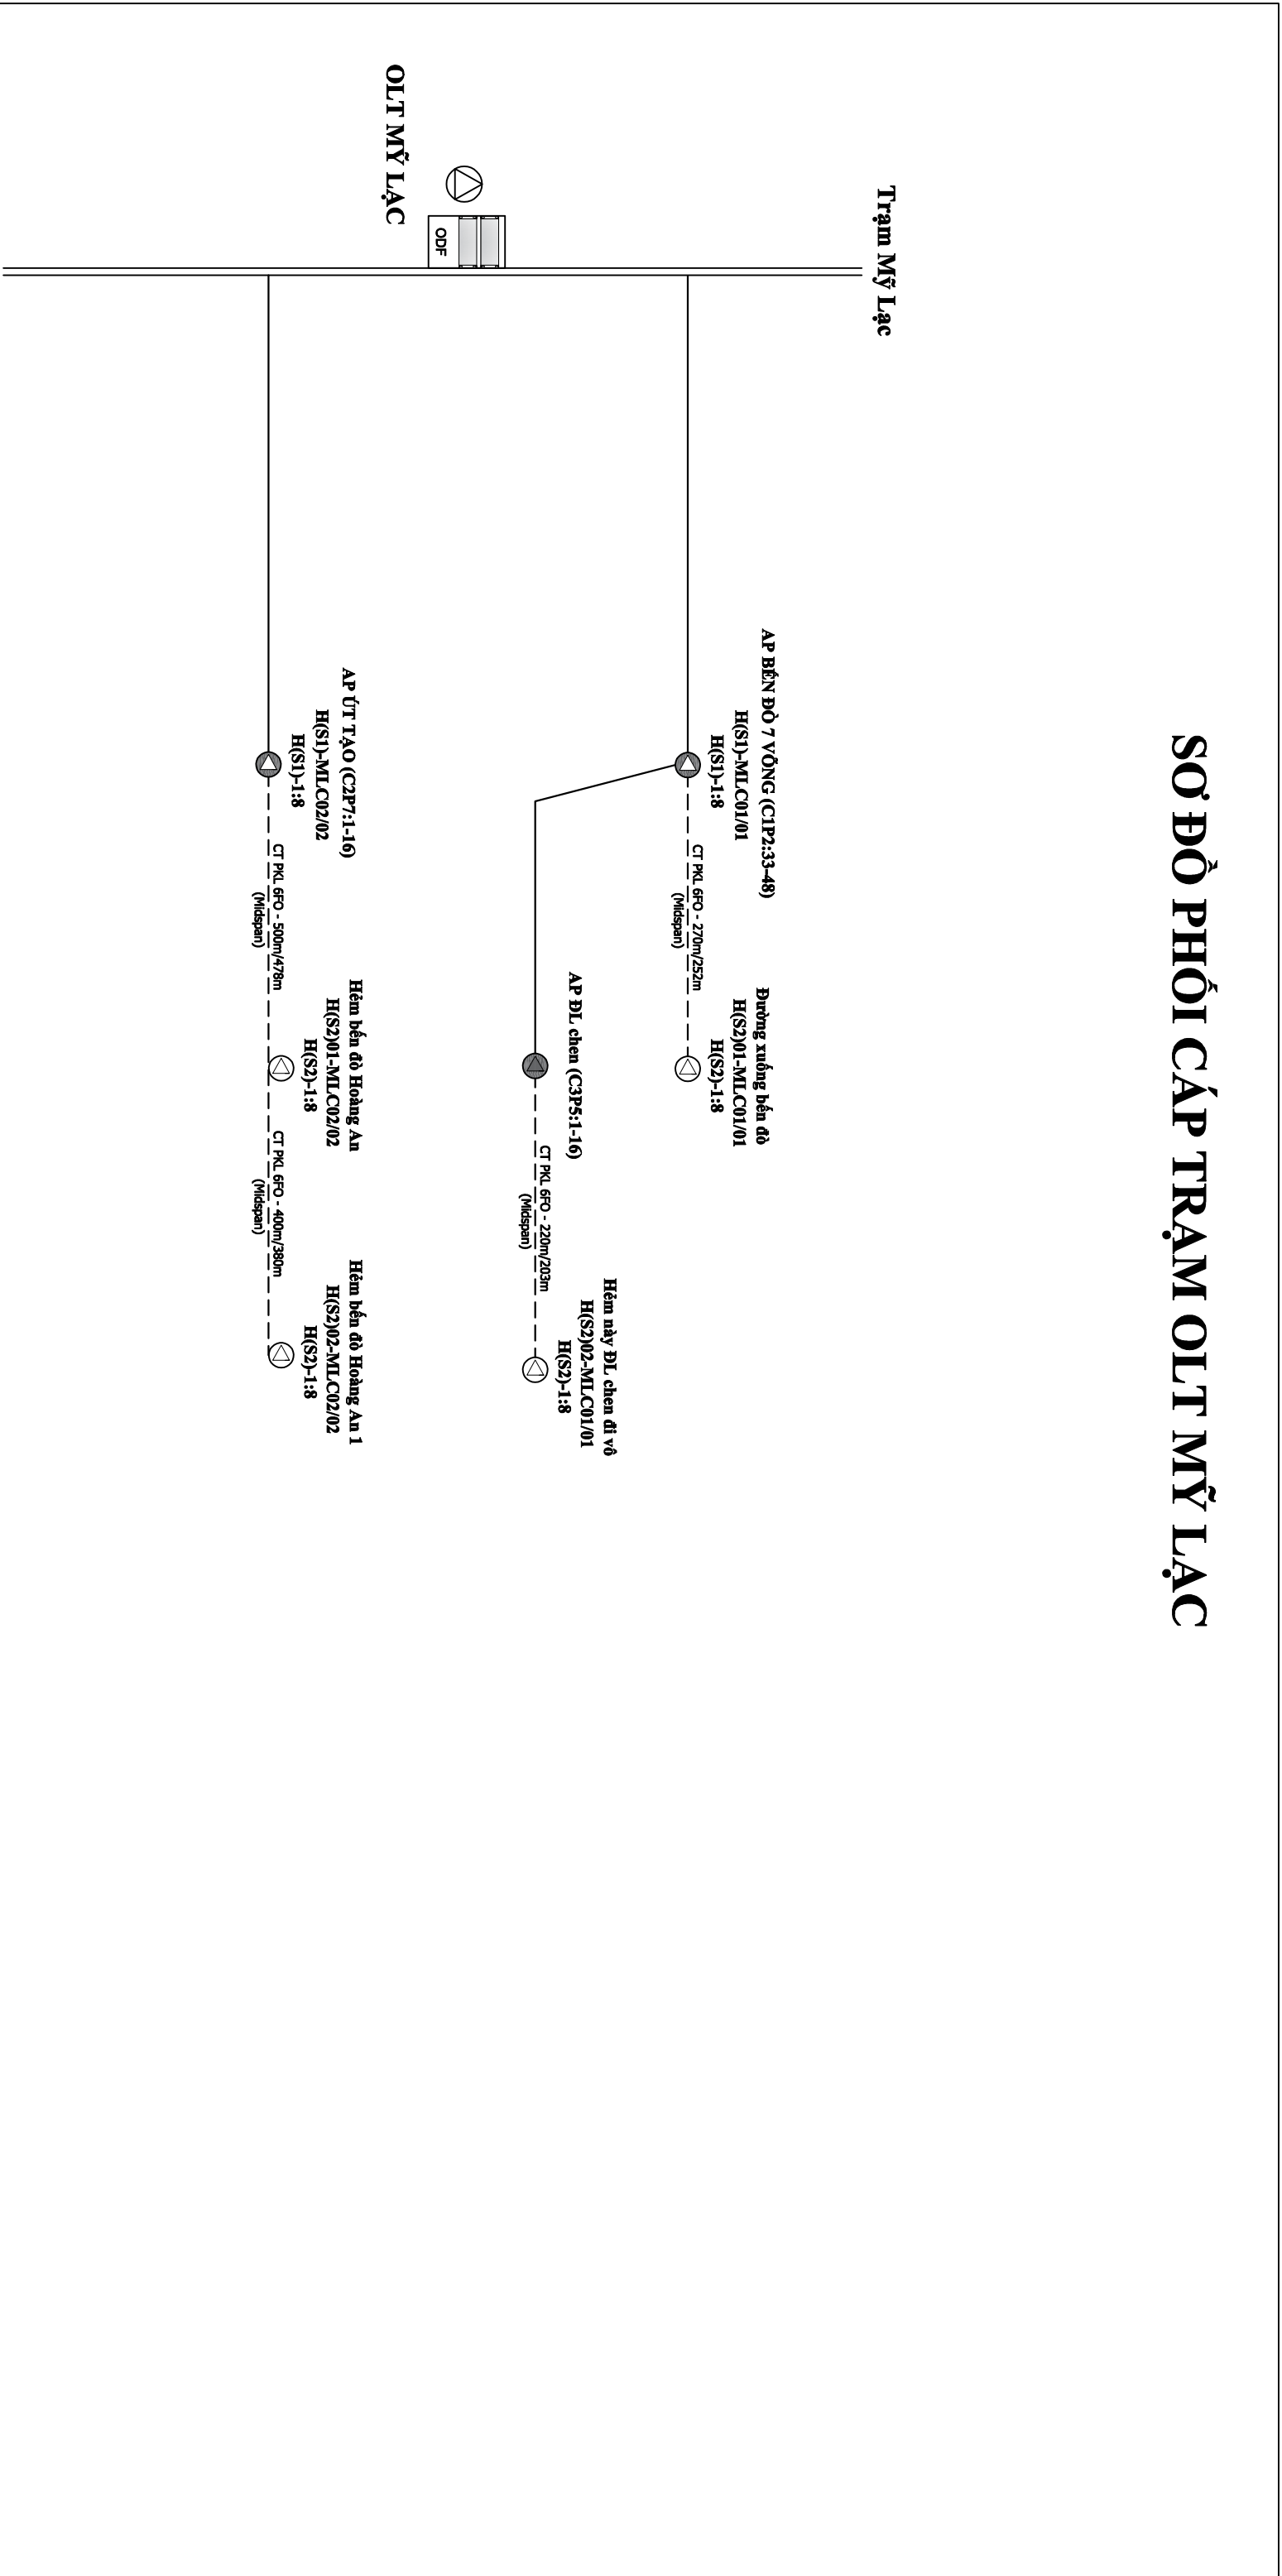 SƠ ĐỒ PHỐI CÁP TRẠM OLT MỸ LẠC
Trạm Mỹ Lạc
OLT MỸ LẠC
ODF
AP BẾN ĐÒ 7 VÕNG (C1P2:33-48)
H(S1)-MLC01/01
H(S1)-1:8
CT PKL 6FO - 270m/252m
(Midspan)
Đường xuống bến đò
H(S2)01-MLC01/01
H(S2)-1:8
AP ĐL chen (C3P5:1-16)
CT PKL 6FO - 220m/203m
(Midspan)
Hẻm này ĐL chen đi vô
H(S2)02-MLC01/01
H(S2)-1:8
AP ÚT TẠO (C2P7:1-16)
H(S1)-MLC02/02
H(S1)-1:8
CT PKL 6FO - 500m/478m
(Midspan)
Hẻm bến đò Hoàng An
H(S2)01-MLC02/02
H(S2)-1:8
CT PKL 6FO - 400m/380m
(Midspan)
Hẻm bến đò Hoàng An 1
H(S2)02-MLC02/02
H(S2)-1:8